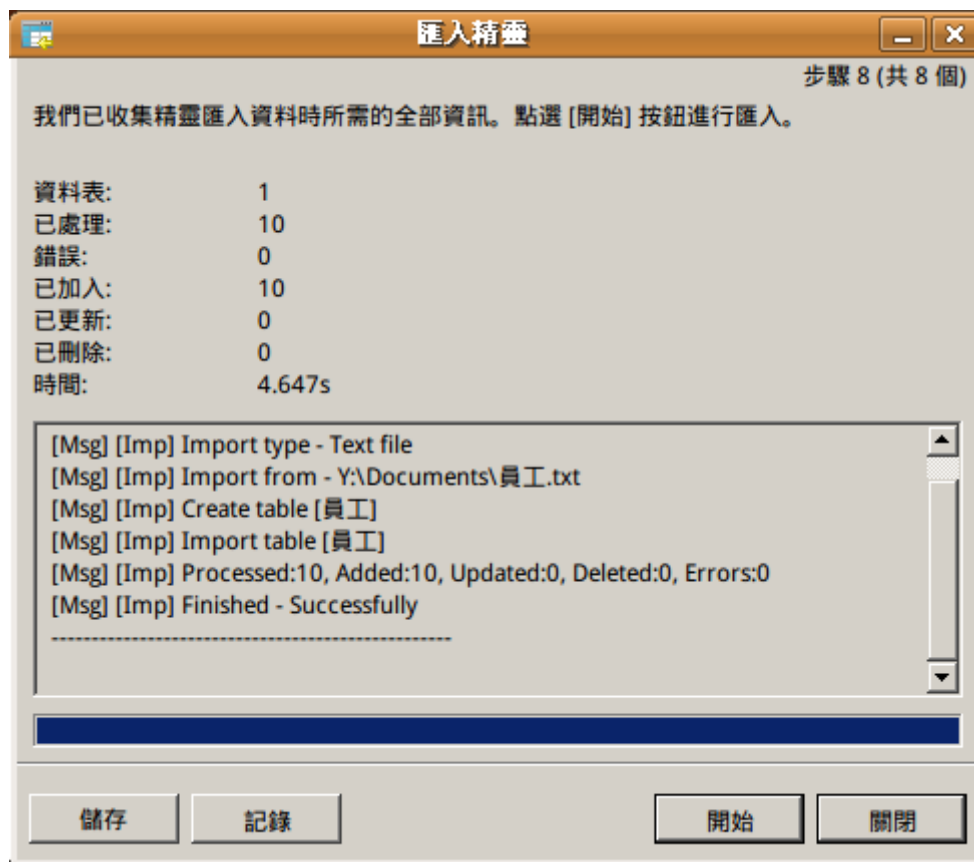 匯入精靈
步驟 8 (共 8 個)
我們已收集精靈匯入資料時所需的全部資訊。點選 [開始] 按鈕進行匯入。
資料表: 1
已處理: 10
錯誤: 0
已加入: 10
已更新: 0
已刪除: 0
時間: 4.647s
[Msg] [Imp] Import type - Text file
[Msg] [Imp] Import from - Y:\Documents\員工.txt
[Msg] [Imp] Create table [員工]
[Msg] [Imp] Import table [員工]
[Msg] [Imp] Processed:10, Added:10, Updated:0, Deleted:0, Errors:0
[Msg] [Imp] Finished - Successfully
--------------------------------------------------
儲存 記錄 開始 關閉